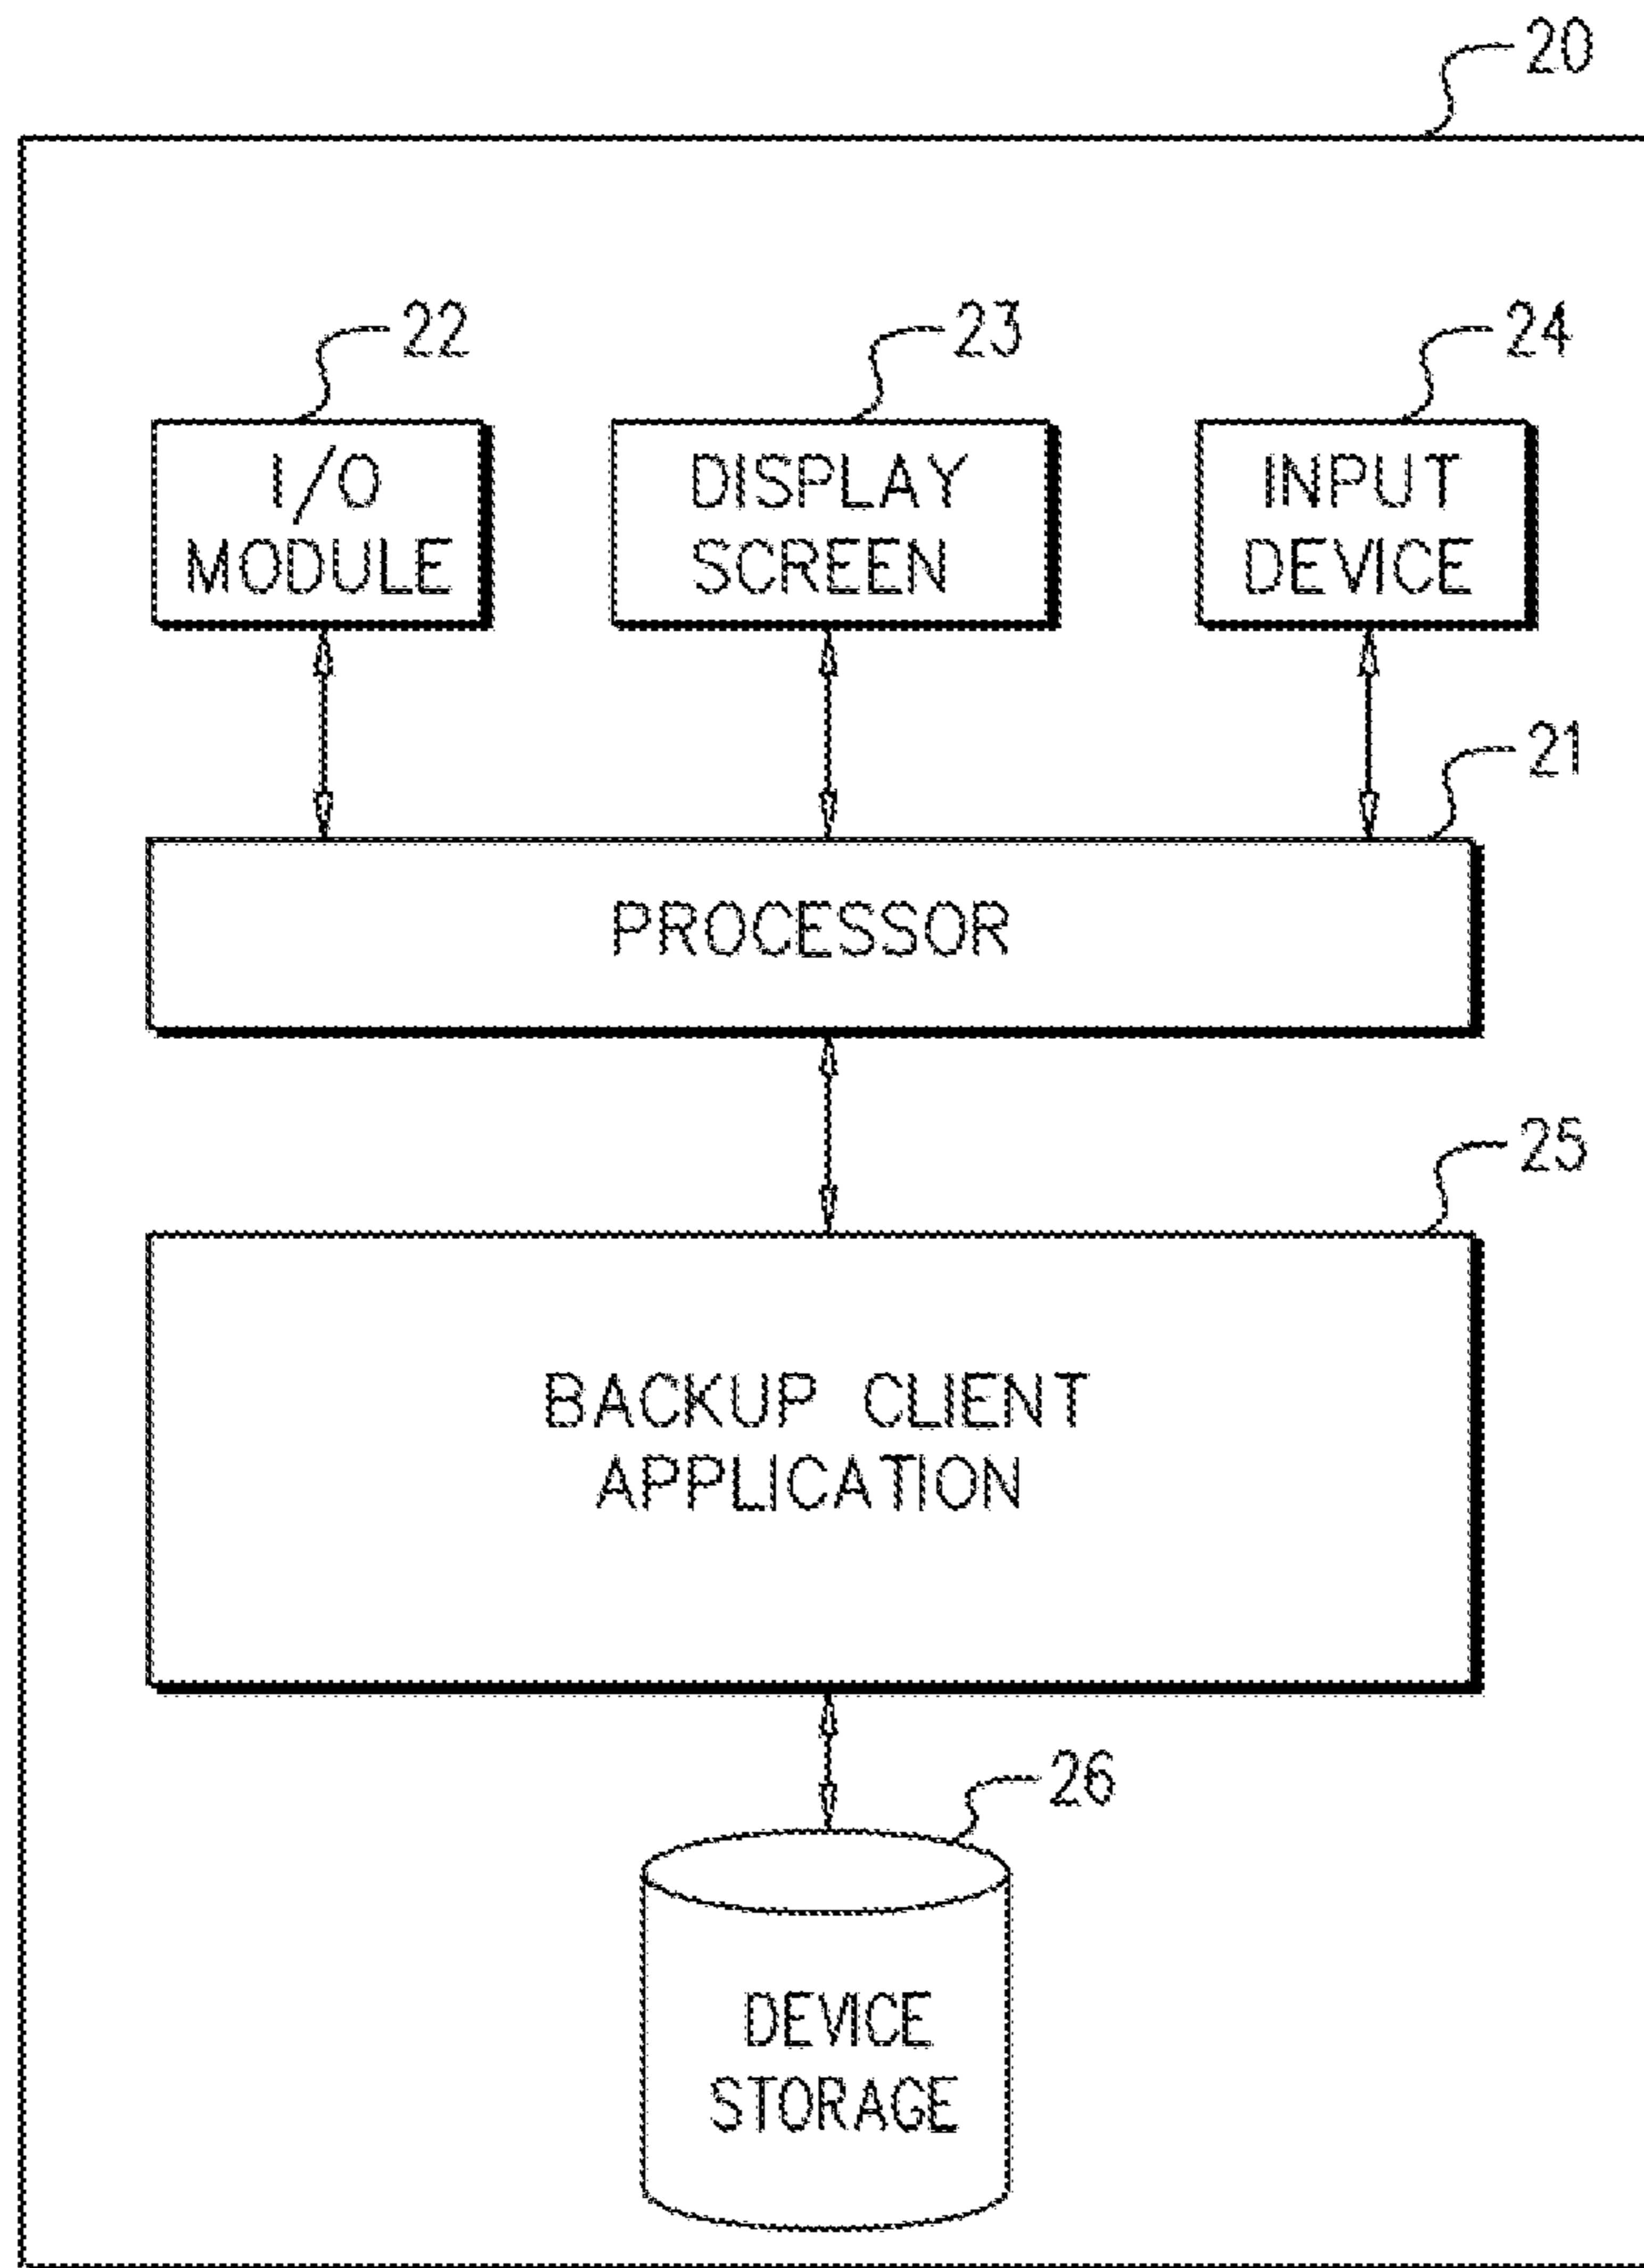 20
22
23
24
I/O
MODULE
DISPLAY
SCREEN
INPUT
DEVICE
21
PROCESSOR
25
BACKUP CLIENT
APPLICATION
26
DEVICE
STORAGE